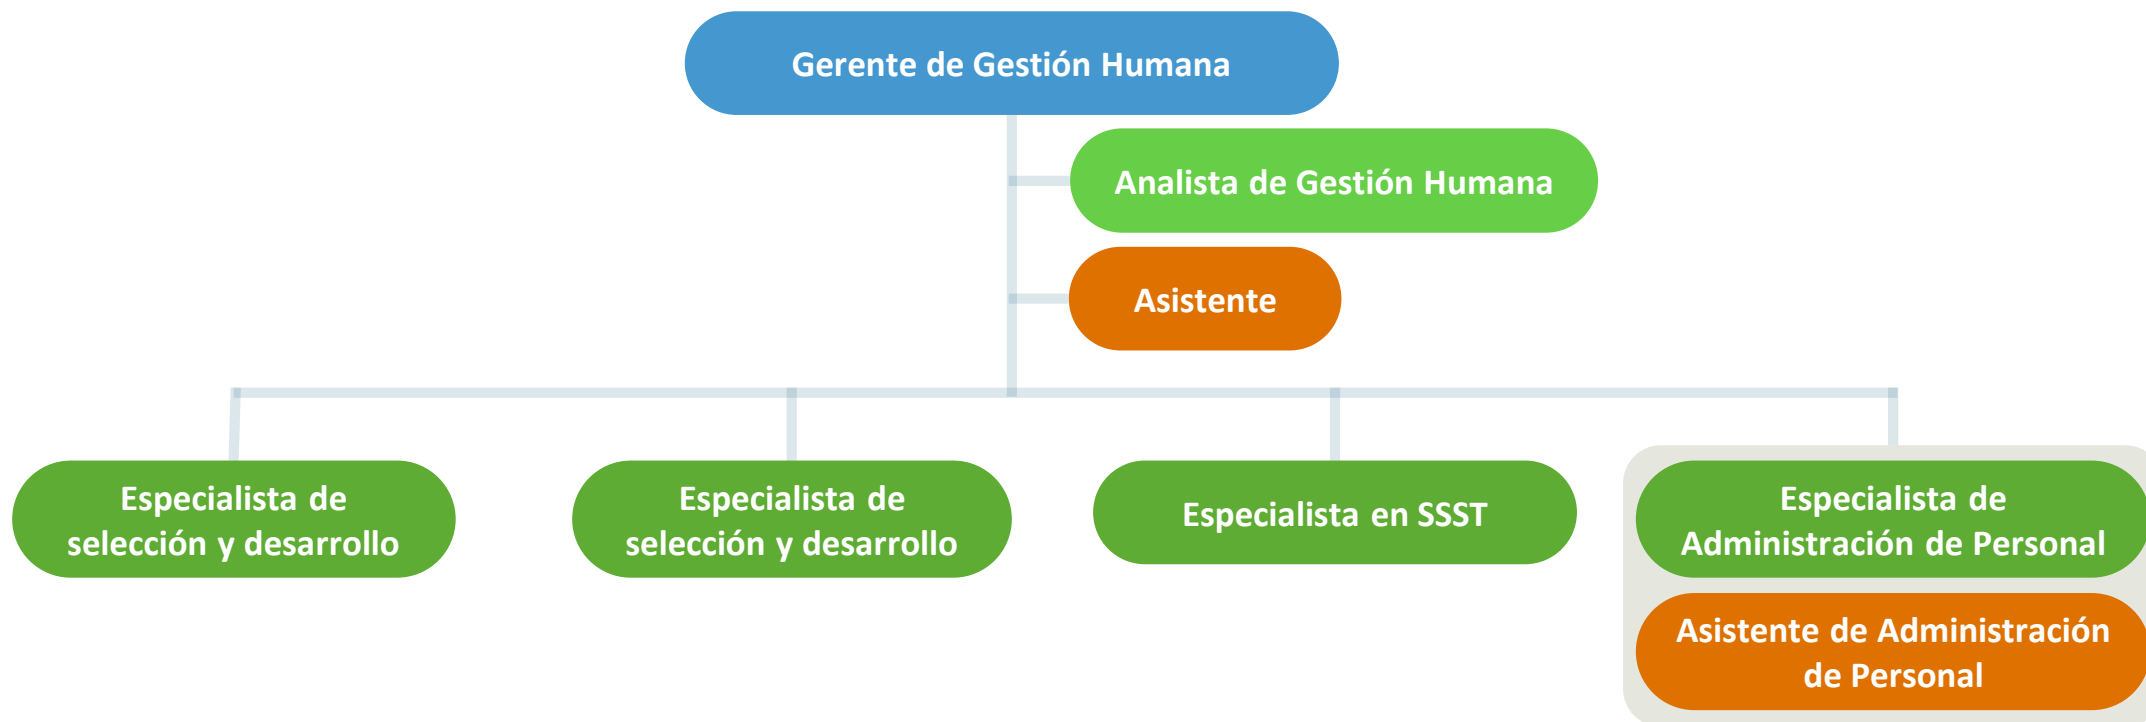 Gerente de Gestión Humana
Analista de Gestión Humana
Asistente
Especialista de
selección y desarrollo
Especialista de
selección y desarrollo
Especialista en SSST
Especialista de
Administración de Personal
Asistente de Administración
de Personal